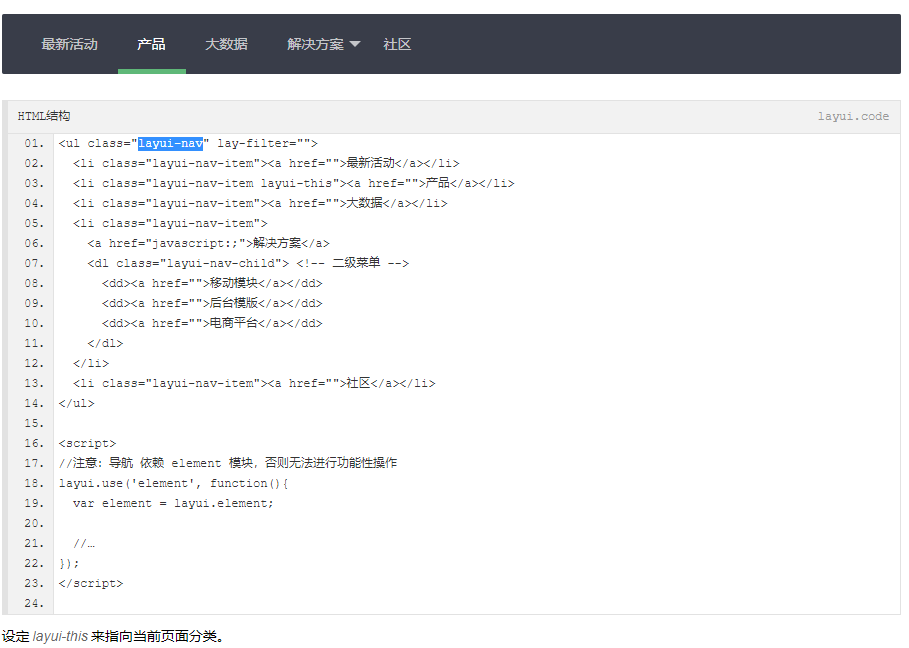 最新活动 产品 大数据 解决方案 社区
HTML结构 layui.code
01. <ul class="layui-nav" lay-filter="">
02.   <li class="layui-nav-item"><a href="">最新活动</a></li>
03.   <li class="layui-nav-item layui-this"><a href="">产品</a></li>
04.   <li class="layui-nav-item"><a href="">大数据</a></li>
05.   <li class="layui-nav-item">
06.     <a href="javascript:;">解决方案</a>
07.     <dl class="layui-nav-child"> <!-- 二级菜单 -->
08.       <dd><a href="">移动模块</a></dd>
09.       <dd><a href="">后台模版</a></dd>
10.       <dd><a href="">电商平台</a></dd>
11.     </dl>
12.   </li>
13.   <li class="layui-nav-item"><a href="">社区</a></li>
14. </ul>
15.
16. <script>
17. //注意：导航 依赖 element 模块，否则无法进行功能性操作
18. layui.use('element', function(){
19.   var element = layui.element;
20.
21.   //…
22. });
23. </script>
24.
设定 layui-this 来指向当前页面分类。